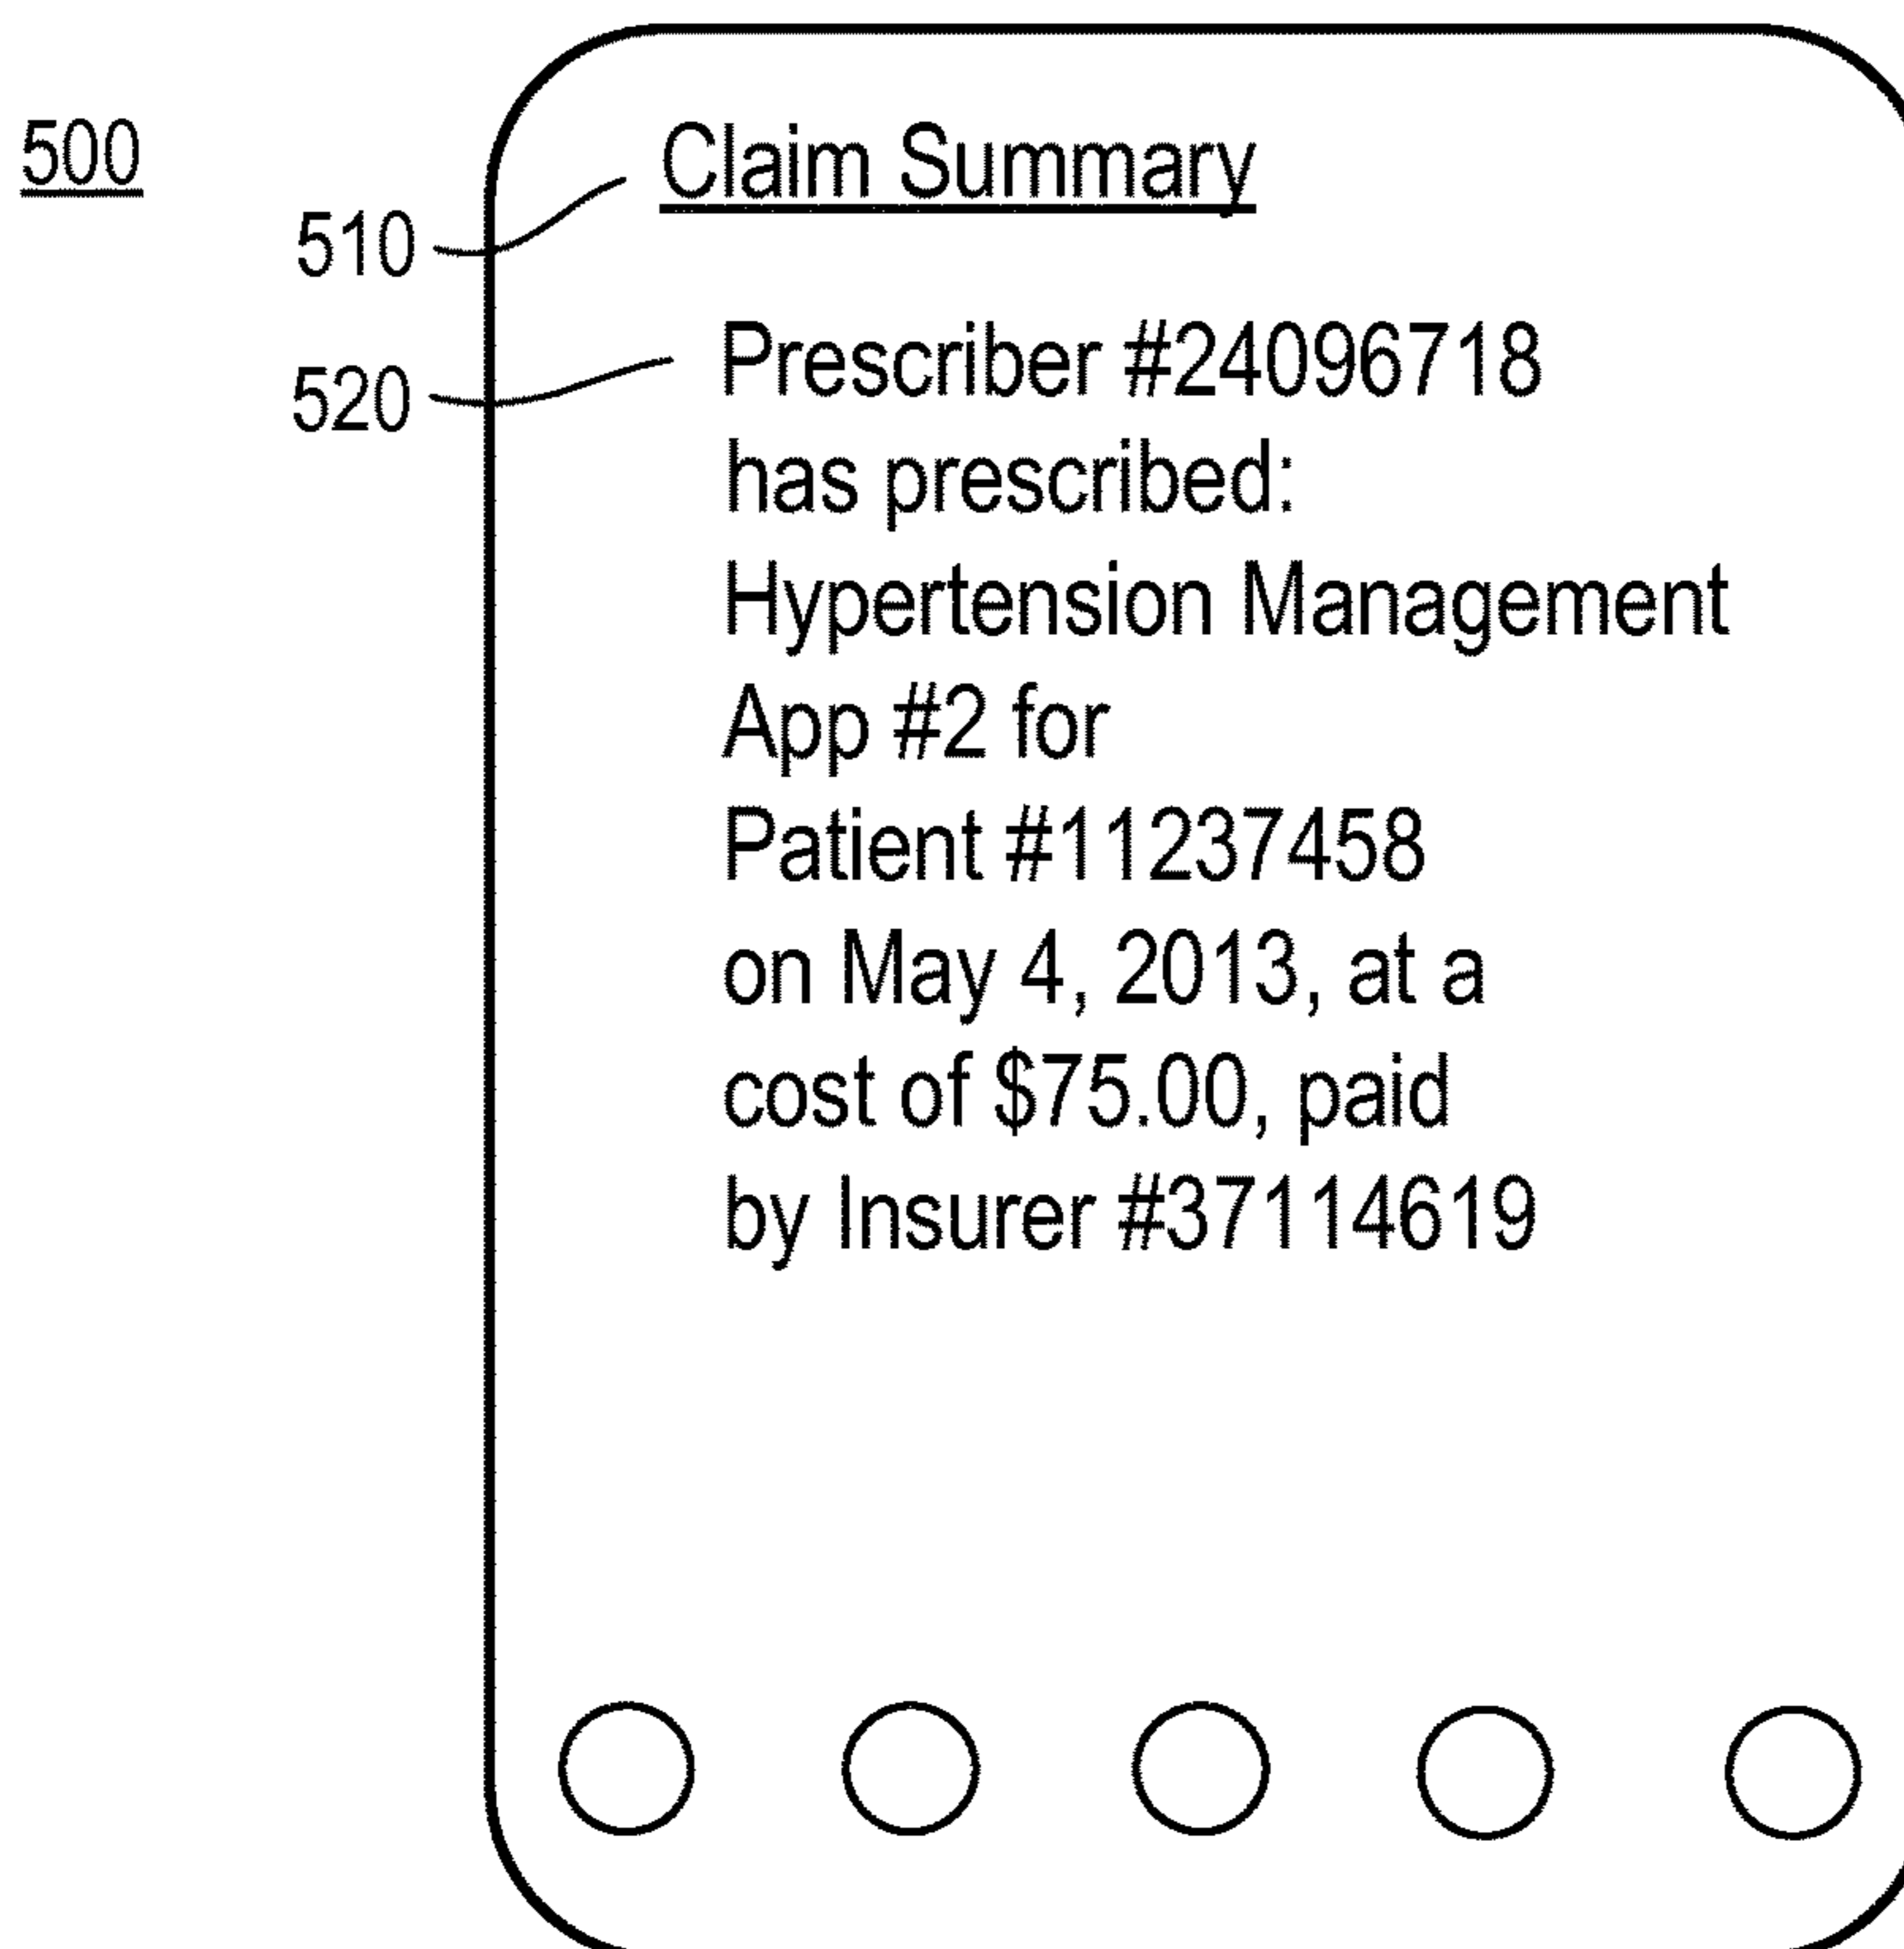 500
510
Claim Summary
520
Prescriber #24096718
has prescribed:
Hypertension Management
App #2 for
Patient #11237458
on May 4, 2013, at a
cost of $75.00, paid
by Insurer #37114619